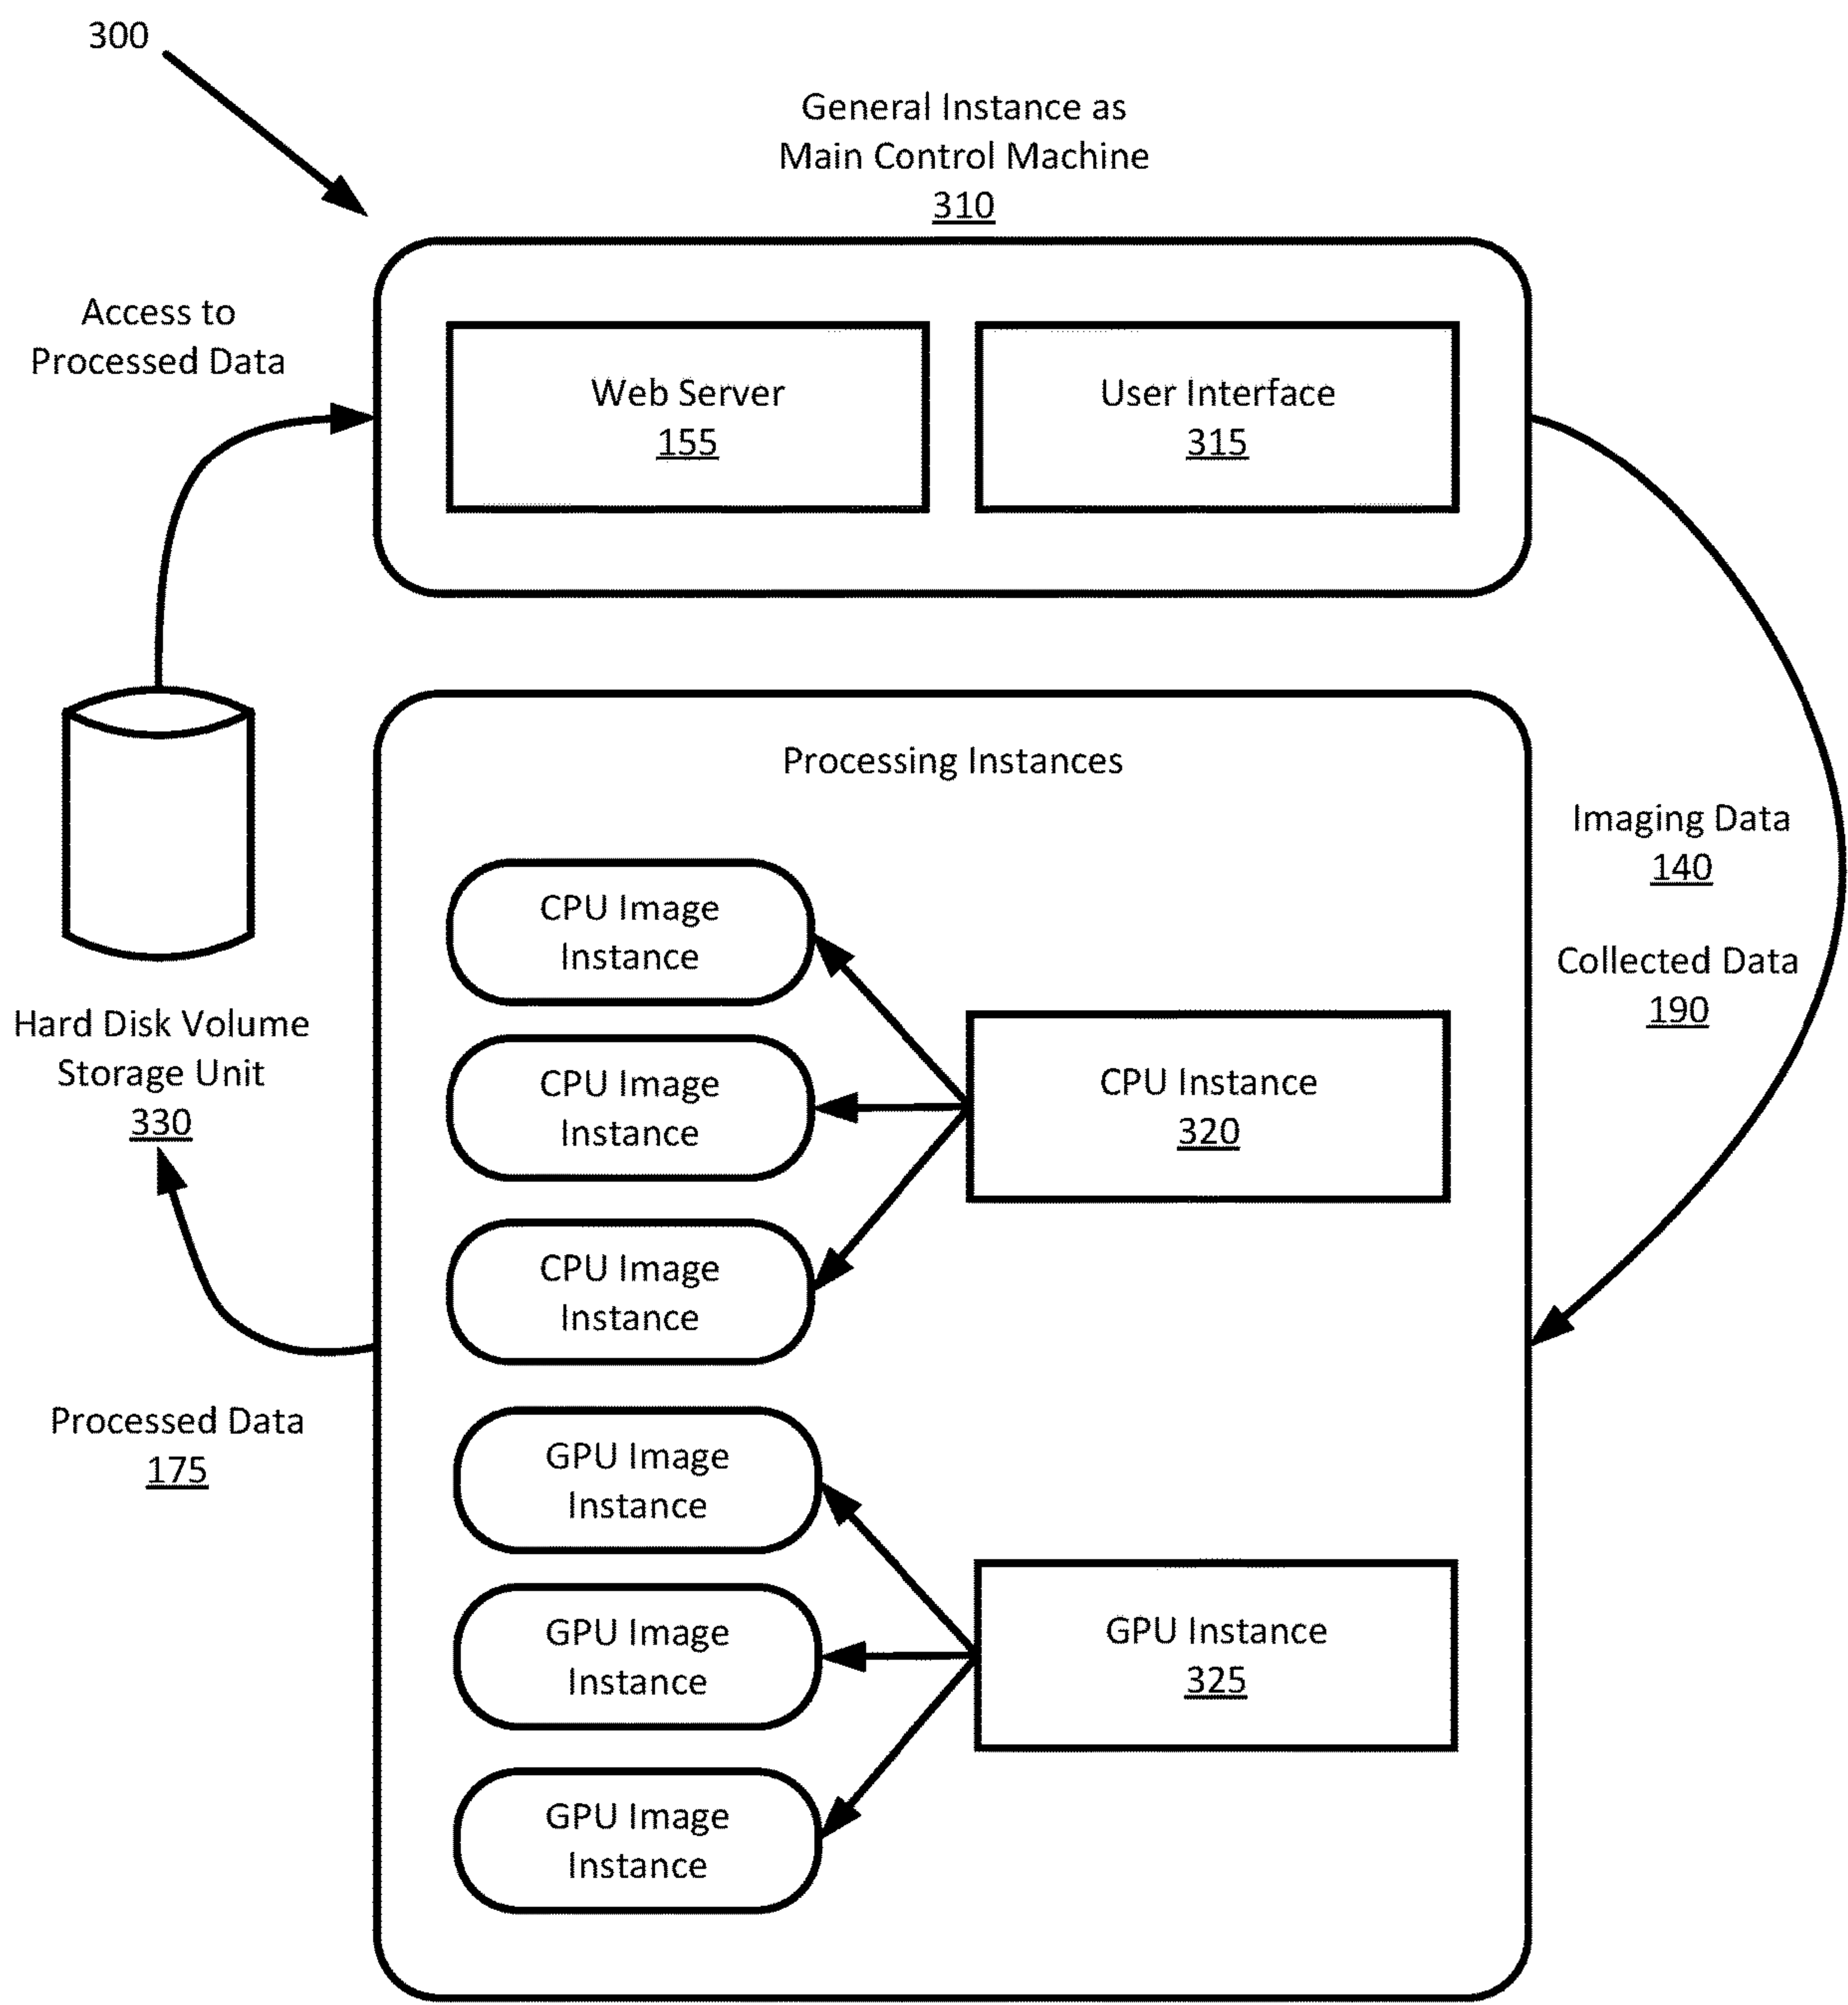 300
General Instance as
Main Control Machine
310
Access to
Processed Data
Web Server
155
User Interface
315
Processing Instances
Imaging Data
140
Collected Data
190
CPU Image
Instance
CPU Image
Instance
CPU Image
Instance
CPU Instance
320
Hard Disk Volume
Storage Unit
330
Processed Data
175
GPU Image
Instance
GPU Image
Instance
GPU Image
Instance
GPU Instance
325